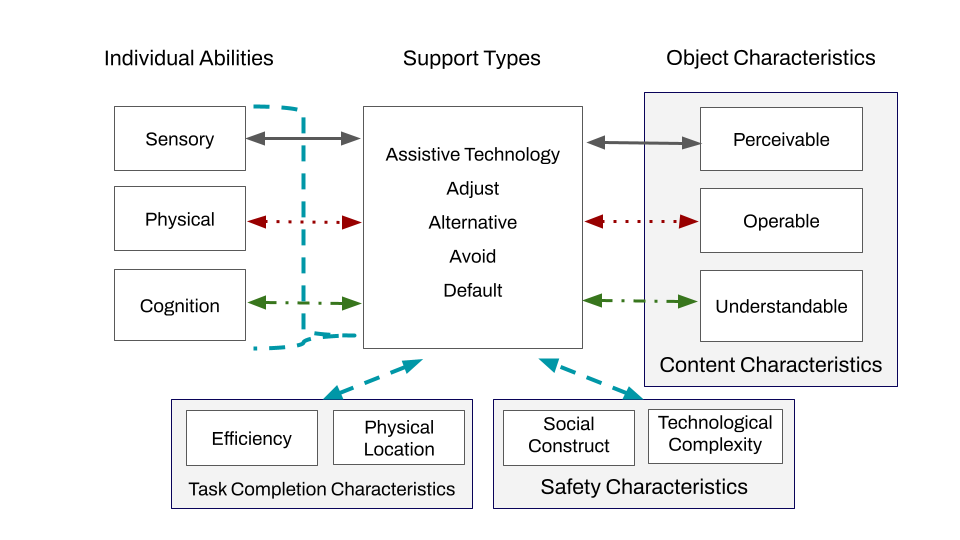 Individual Abilities
Support Types
Object Characteristics
Sensory
Physical
Cognition
Assistive Technology
Adjust
Alternative
Avoid
Default
Perceivable
Operable
Understandable
Content Characteristics
Efficiency
Physical
Location
Task Completion Characteristics
Social
Construct
Technological
Complexity
Safety Characteristics